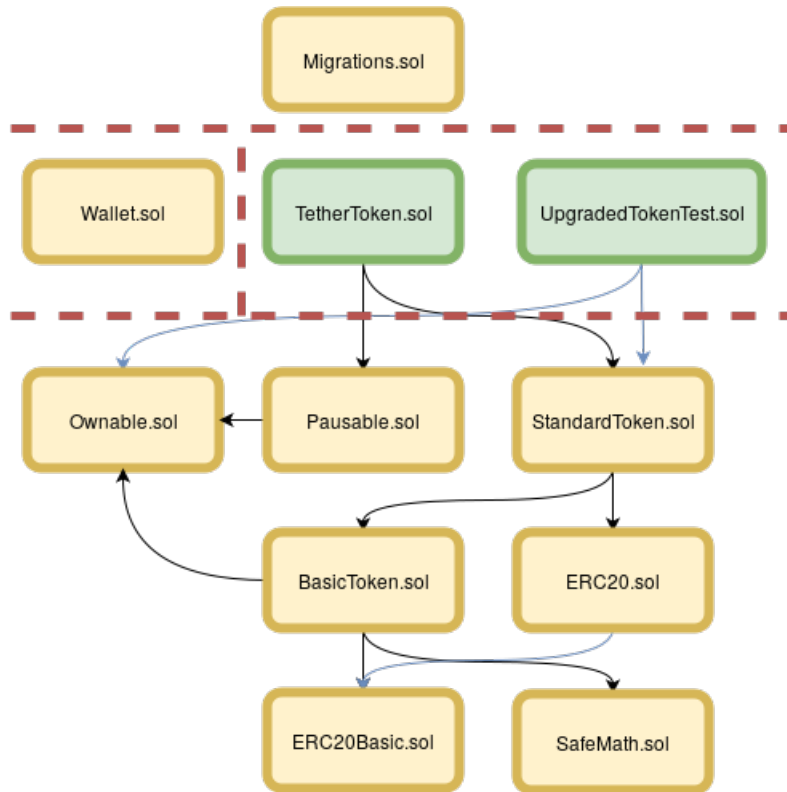 Migrations.sol
Wallet.sol
TetherToken.sol
UpgradedTokenTest.sol
Ownable.sol
Pausable.sol
StandardToken.sol
BasicToken.sol
ERC20.sol
ERC20Basic.sol
SafeMath.sol